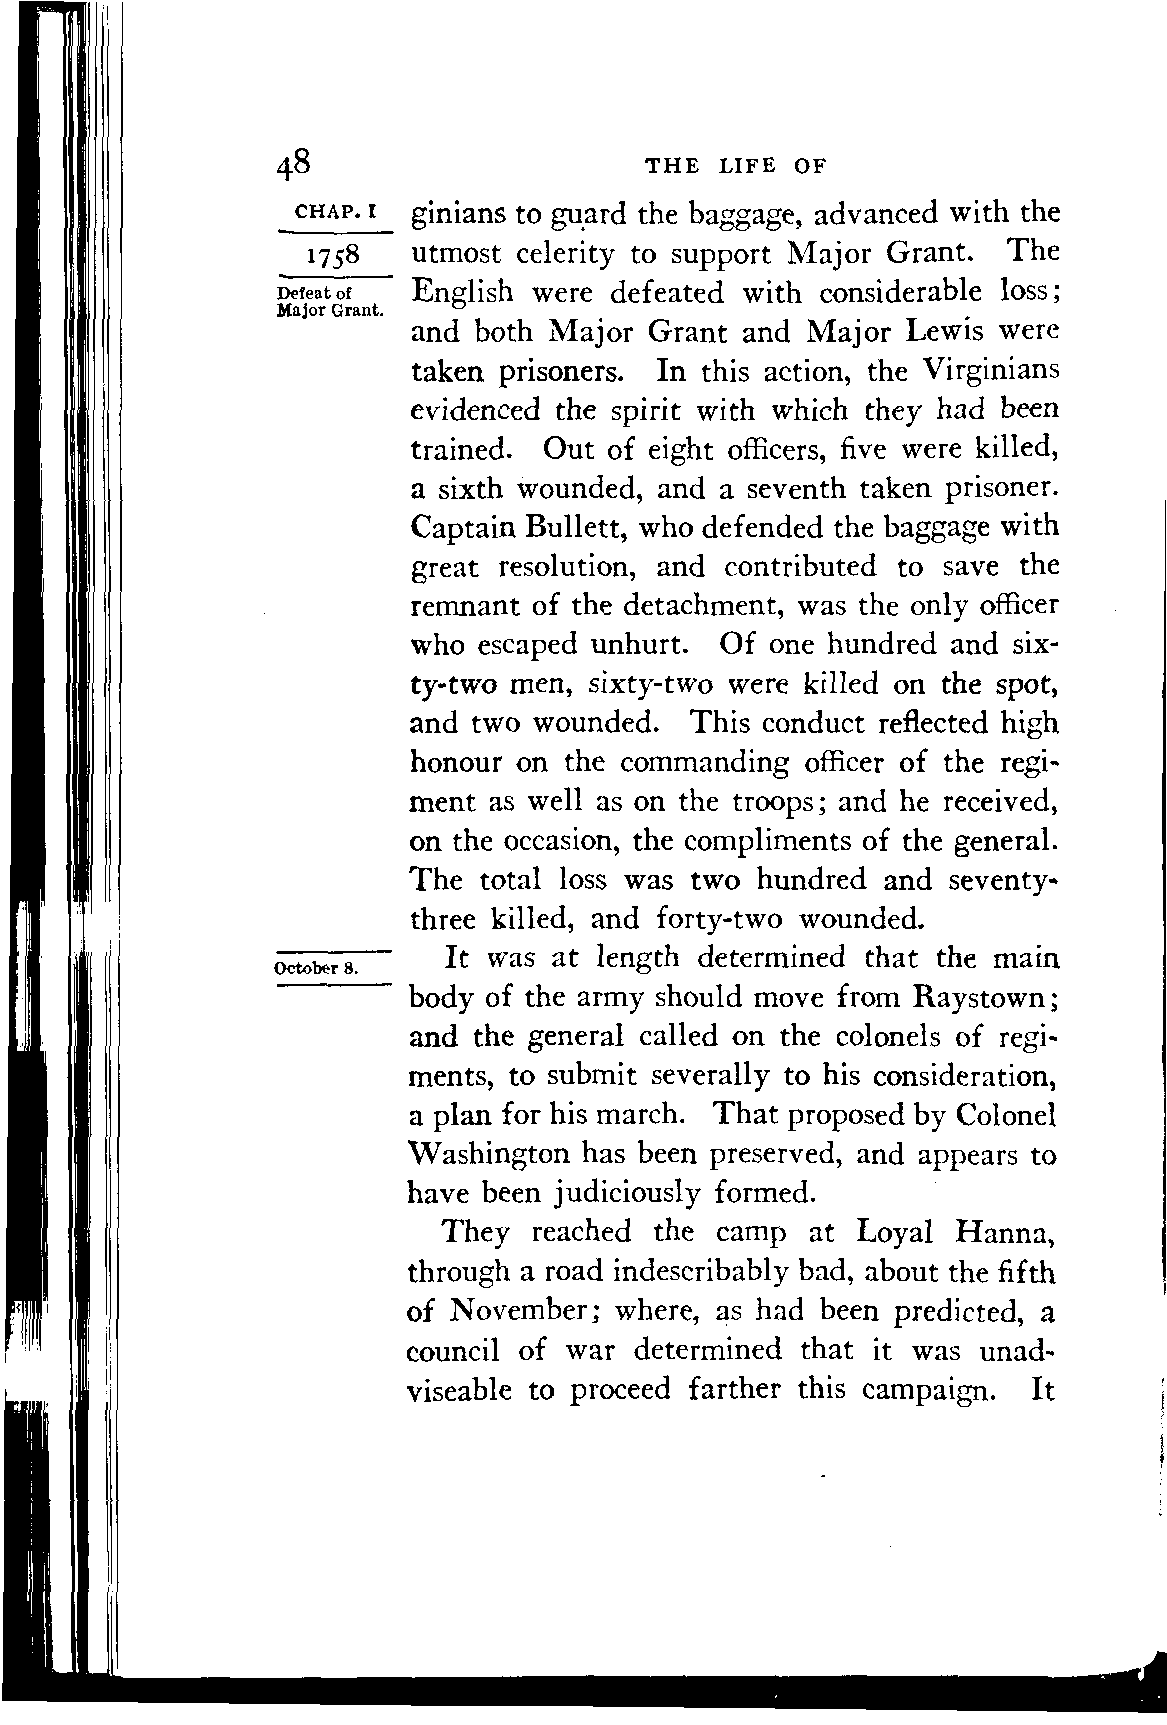 48 THE LIFE OF
CHAP. I
1758
Defeat of
Major Grant.
ginians to guard the baggage, advanced with the
utmost celerity to support Major Grant. The
English were defeated with considerable loss;
and both Major Grant and Major Lewis were
taken prisoners. In this action, the Virginians
evidenced the spirit with which they had been
trained. Out of eight officers, five were killed,
a sixth wounded, and a seventh taken prisoner.
Captain Bullett, who defended the baggage with
great resolution, and contributed to save the
remnant of the detachment, was the only officer
who escaped unhurt. Of one hundred and six-
ty-two men, sixty-two were killed on the spot,
and two wounded. This conduct reflected high
honour on the commanding officer of the regi-
ment as well as on the troops; and he received,
on the occasion, the compliments of the general.
The total loss was two hundred and seventy-
three killed, and forty-two wounded.
October 8.
It was at length determined that the main
body of the army should move from Raystown;
and the general called on the colonels of regi-
ments, to submit severally to his consideration,
a plan for his march. That proposed by Colonel
Washington has been preserved, and appears to
have been judiciously formed.
They reached the camp at Loyal Hanna,
through a road indescribably bad, about the fifth
of November; where, as had been predicted, a
council of war determined that it was unad-
viseable to proceed farther this campaign. It